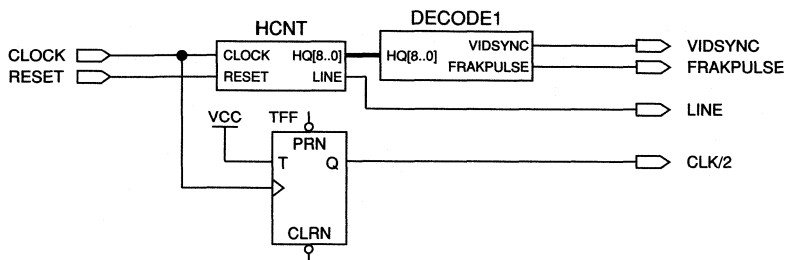 HCNT
DECODE1
CLOCK
CLOCK
HQ[8..0]
HQ[8..0]
VIDSYNC
VIDSYNC
RESET
RESET
LINE
FRAKPULSE
FRAKPULSE
LINE
VCC
TFF
PRN
T
Q
CLK/2
CLRN